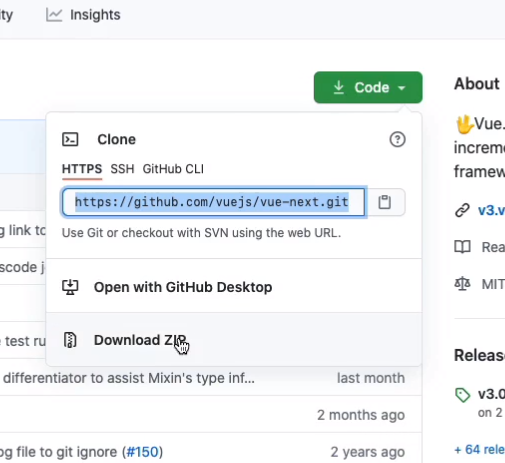 ity
Insights
Code
About
Clone
HTTPS
SSH
GitHub CLI
https://github.com/vuejs/vue-next.git
Use Git or checkout with SVN using the web URL.
Open with GitHub Desktop
Download ZIP
Vue.
increme
framew
v3.v
Rea
MIT
g link to
scode j
e test ru
differentiator to assist Mixin's type inf...
last month
2 months ago
og file to git ignore (#150)
2 years ago
Releas
v3.0
on 2
+ 64 rele